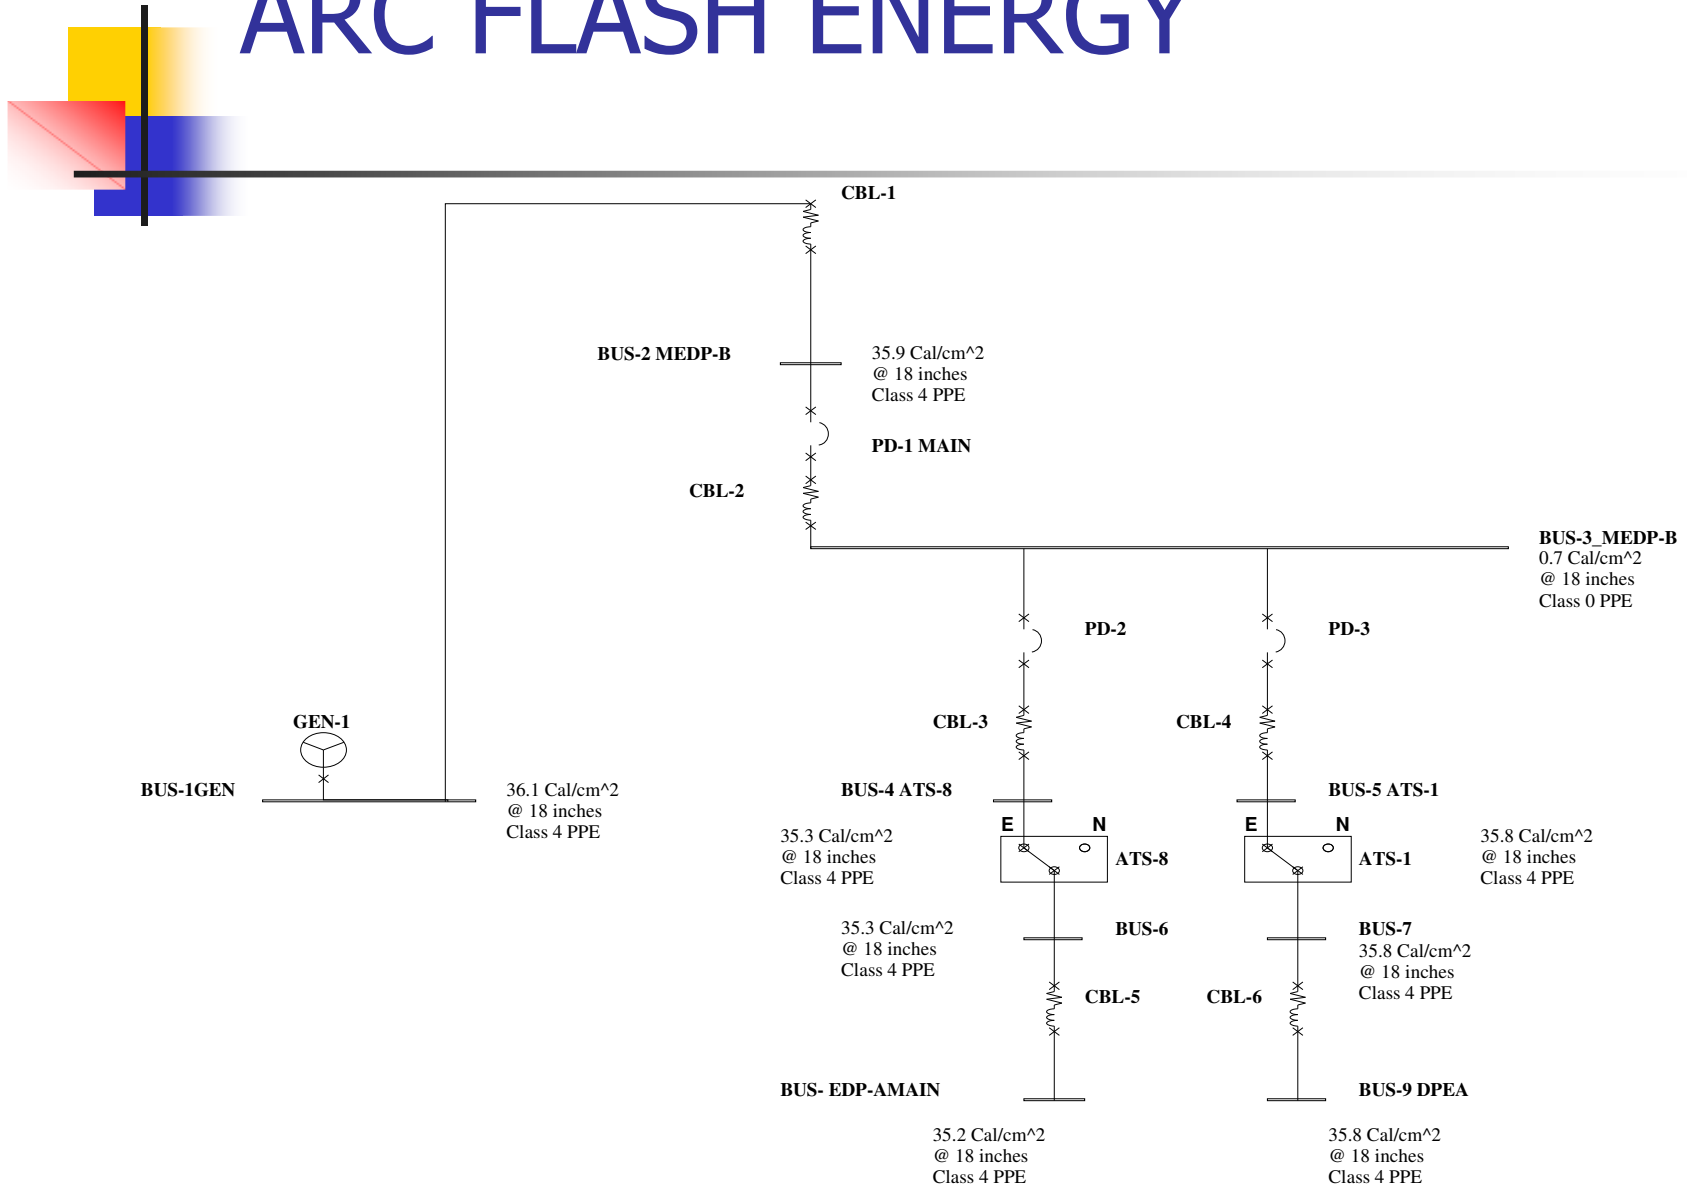 ARC FLASH ENERGY
CBL-1
BUS-2 MEDP-B
35.9 Cal/cm^2
@ 18 inches
Class 4 PPE
PD-1 MAIN
CBL-2
BUS-3_MEDP-B
0.7 Cal/cm^2
@ 18 inches
Class 0 PPE
PD-2
PD-3
CBL-3
CBL-4
GEN-1
BUS-1GEN
36.1 Cal/cm^2
@ 18 inches
Class 4 PPE
BUS-4 ATS-8
BUS-5 ATS-1
E N
E N
35.3 Cal/cm^2
@ 18 inches
Class 4 PPE
ATS-8
ATS-1
35.8 Cal/cm^2
@ 18 inches
Class 4 PPE
35.3 Cal/cm^2
@ 18 inches
Class 4 PPE
BUS-6
BUS-7
35.8 Cal/cm^2
@ 18 inches
Class 4 PPE
CBL-5
CBL-6
BUS- EDP-AMAIN
BUS-9 DPEA
35.2 Cal/cm^2
@ 18 inches
Class 4 PPE
35.8 Cal/cm^2
@ 18 inches
Class 4 PPE